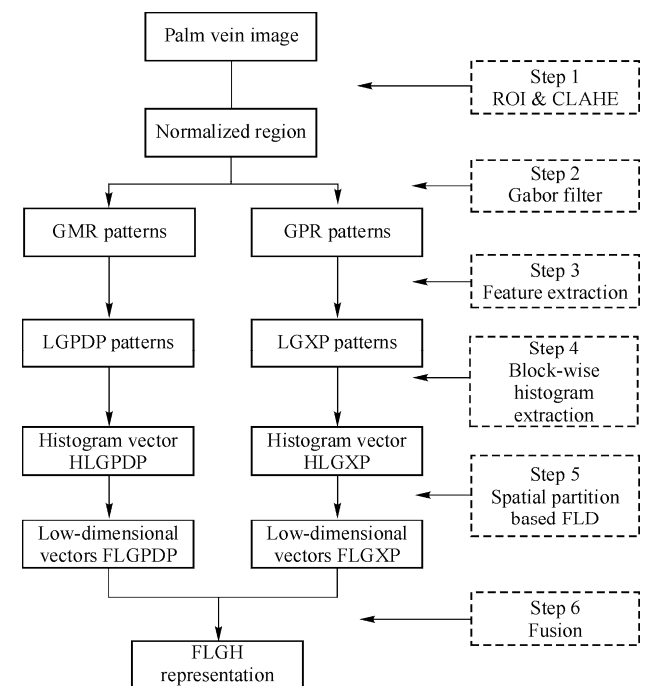 Palm vein image
Step 1
ROI & CLAHE
Normalized region
Step 2
Gabor filter
GMR patterns
GPR patterns
Step 3
Feature extraction
LGPDP patterns
LGXP patterns
Step 4
Block-wise
histogram
extraction
Histogram vector
HLGPDP
Histogram vector
HLGXP
Step 5
Spatial partition
based FLD
Low-dimensional
vectors FLGPDP
Low-dimensional
vectors FLGXP
Step 6
Fusion
FLGH
representation